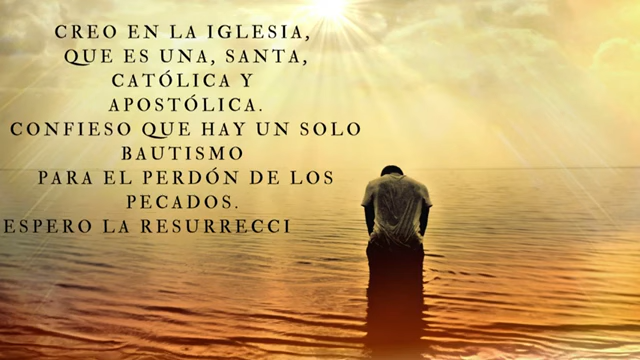 CREO EN LA IGLESIA,
QUE ES UNA, SANTA,
CATÓLICA Y
APOSTÓLICA.
CONFIESO QUE HAY UN SOLO
BAUTISMO
PARA EL PERDÓN DE LOS
PECADOS.
ESPERO LA RESURRECCI